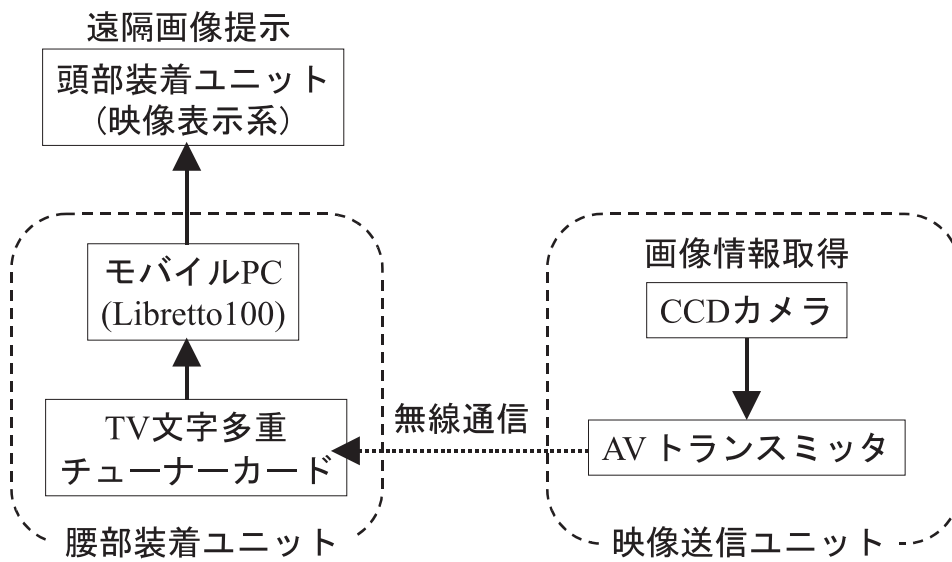 遠隔画像提示
頭部装着ユニット
(映像表示系)
モバイルPC
(Libretto100)
TV文字多重
チューナーカード
腰部装着ユニット
無線通信
画像情報取得
CCDカメラ
AVトランスミッタ
映像送信ユニット